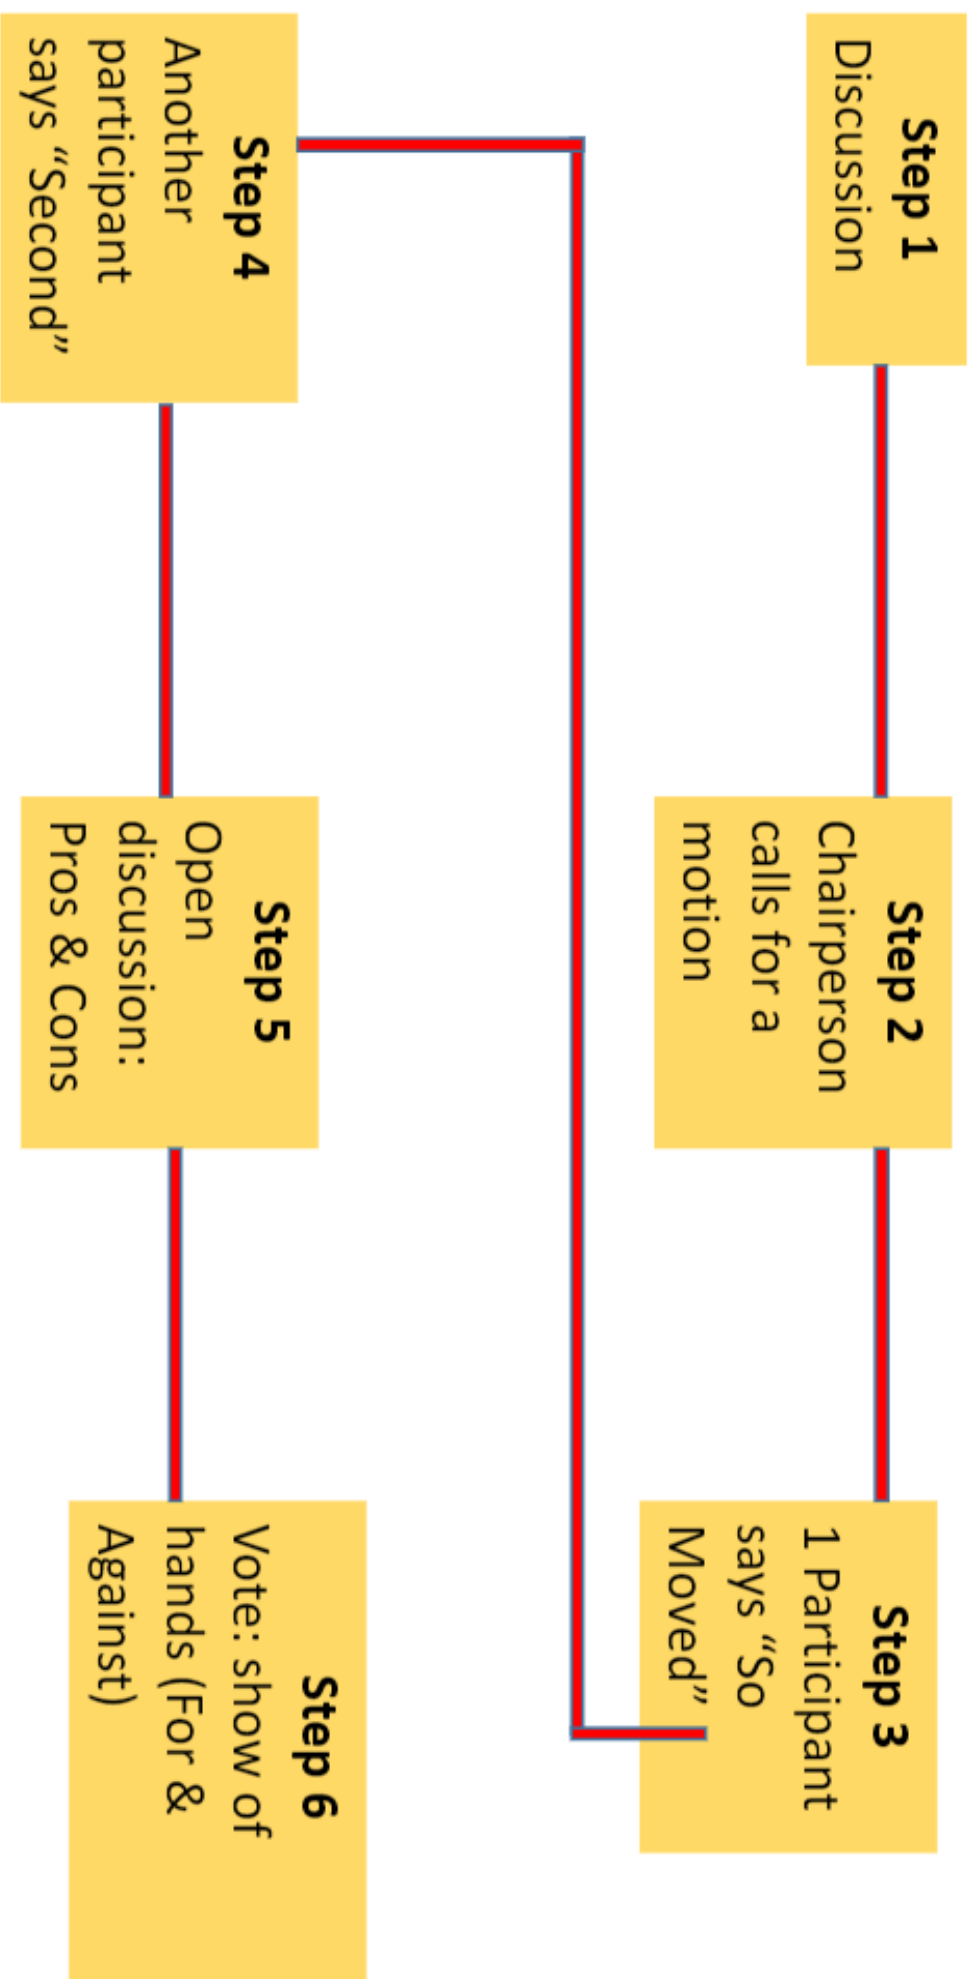 Step 1
Discussion
Step 2
Chairperson
calls for a
motion
Step 3
1 Participant
says “So
Moved”
Step 4
Another
participant
says “Second”
Step 5
Open
discussion:
Pros & Cons
Step 6
Vote: show of
hands (For &
Against)